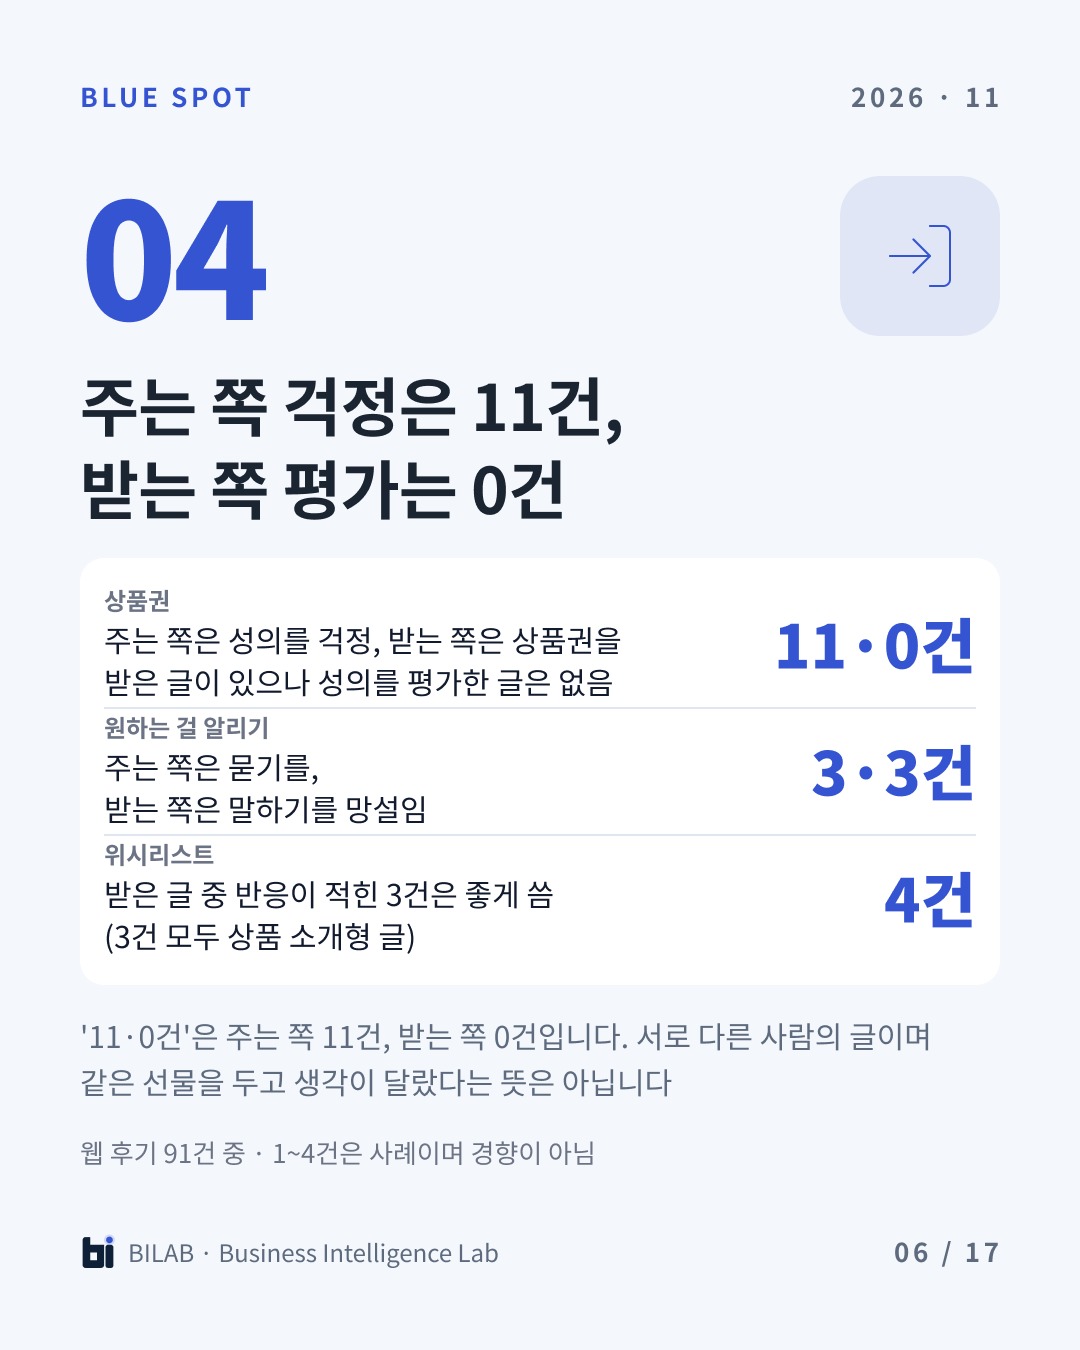 BLUE SPOT
2026 · 11
04
주는 쪽 걱정은 11건,
받는 쪽 평가는 0건
상품권
주는 쪽은 성의를 걱정, 받는 쪽은 상품권을
받은 글이 있으나 성의를 평가한 글은 없음
11·0건
원하는 걸 알리기
주는 쪽은 묻기를,
받는 쪽은 말하기를 망설임
3·3건
위시리스트
받은 글 중 반응이 적힌 3건은 좋게 씀
(3건 모두 상품 소개형 글)
4건
'11·0건'은 주는 쪽 11건, 받는 쪽 0건입니다. 서로 다른 사람의 글이며
같은 선물을 두고 생각이 달랐다는 뜻은 아닙니다
웹 후기 91건 중 · 1~4건은 사례이며 경향이 아님
bi BILAB · Business Intelligence Lab
06 / 17